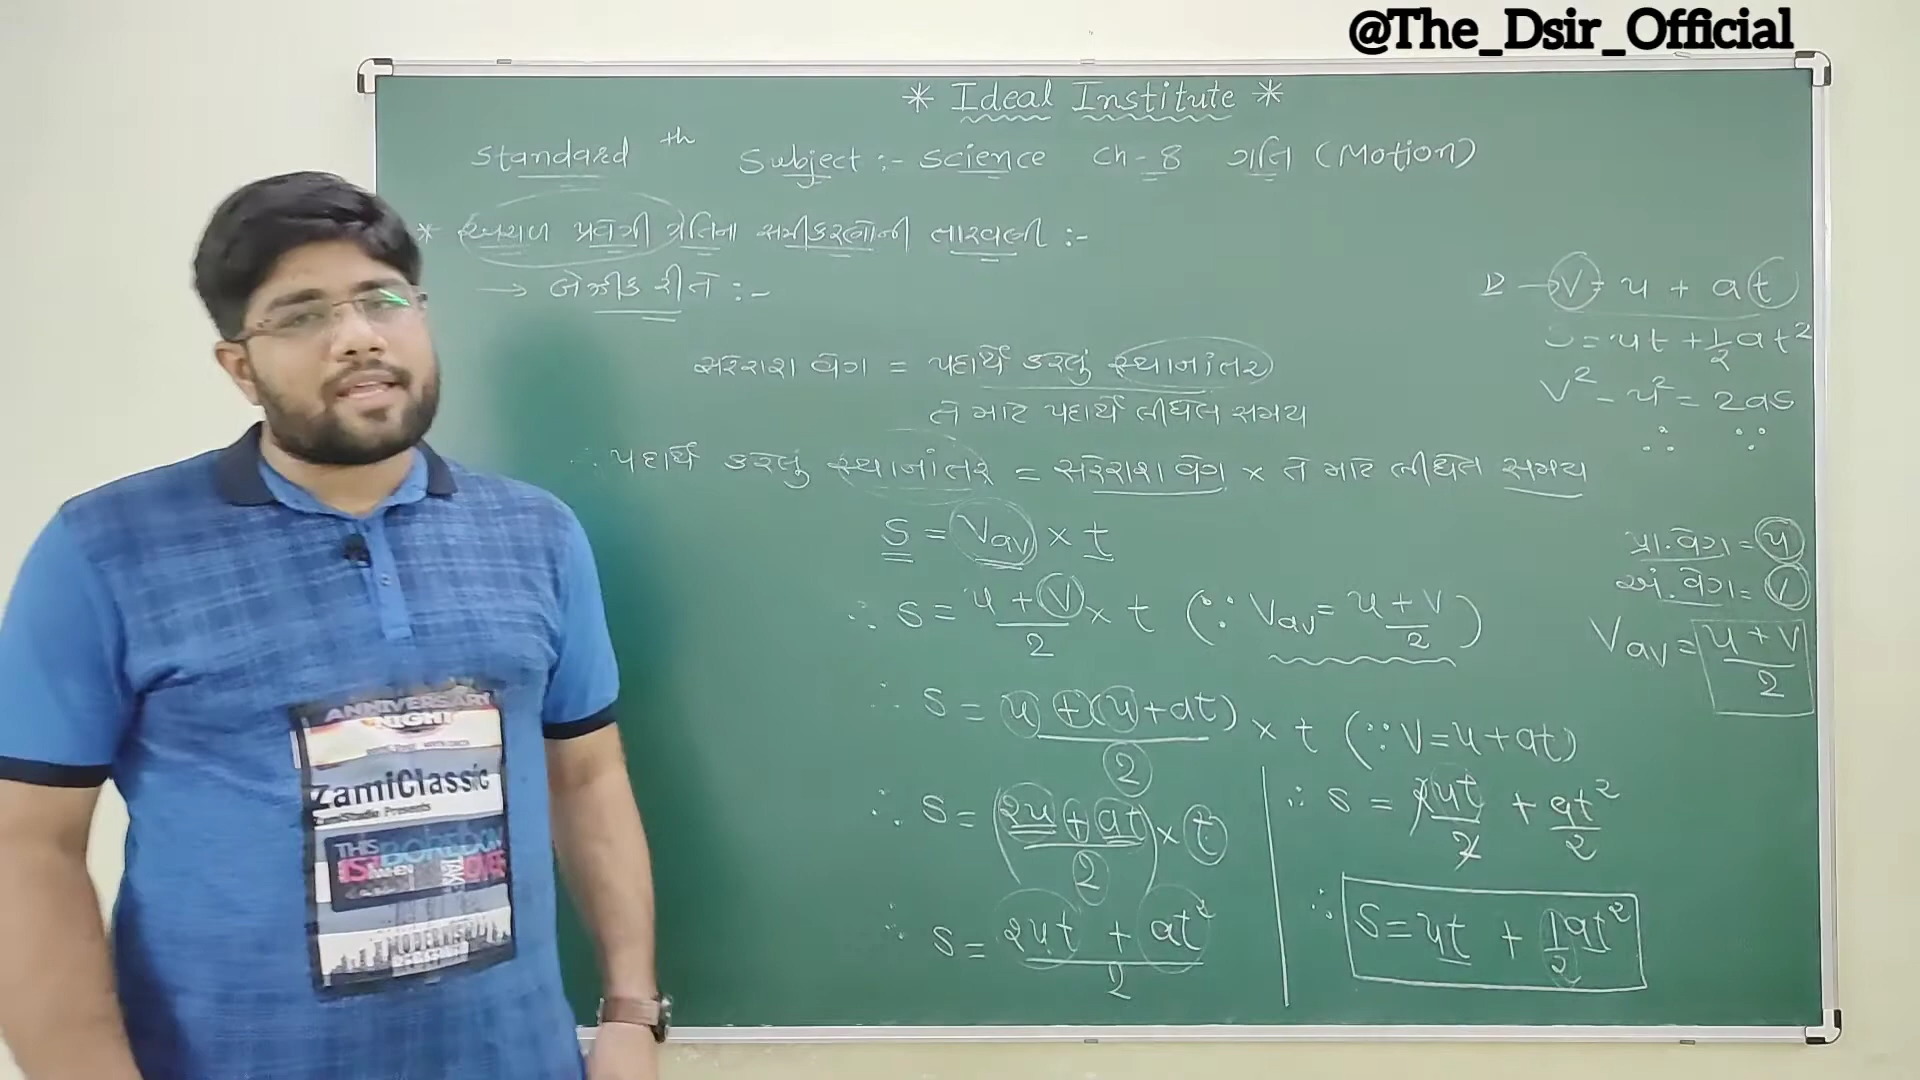 @The_Dsir_Official
* Ideal Institute *
Standard th Subject :- Science Ch-8 ગતિ (Motion)
* અચળ પ્રવેગી ગતિના સમીકરણોની તારવણી :-
→ બૈજીક રીતે :-
સરેરાશ વેગ = પદાર્થે કરેલું સ્થાનાંતર
તે માટે પદાર્થે લીધેલ સમય
∴ પદાર્થે કરેલું સ્થાનાંતર = સરેરાશ વેગ × તે માટે લીધેલ સમય
S = Vav × t
∴ S = u + v / 2 × t (∵ Vav = u + v / 2)
∴ S = u + (u + at) / 2 × t (∵ V = u + at)
∴ S = (2u + at / 2) × t
∴ S = 2ut + at² / 2
∴ S = 2ut / 2 + at² / 2
∴ S = ut + 1/2 at²
→ V = u + at
S = ut + 1/2 at²
V² - u² = 2as
પ્રા. વેગ = u
અં. વેગ = v
Vav = u + v / 2
ANNIVERSARY
NIGHT
ZamiClassic
Presents
THIS